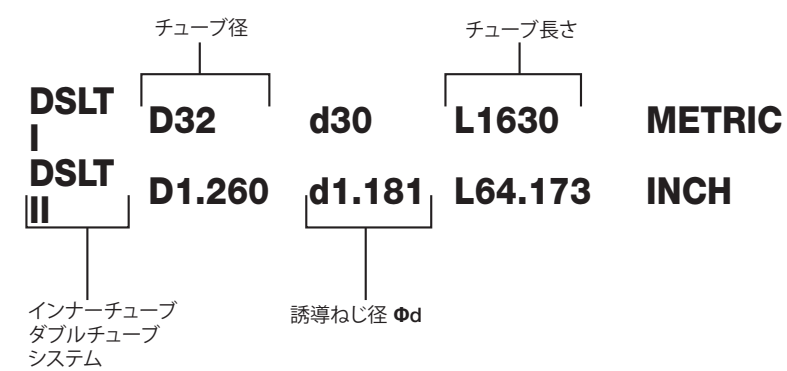 チューブ径 チューブ長さ
DSLT
I D32 d30 L1630 METRIC
DSLT
II D1.260 d1.181 L64.173 INCH
インナーチューブ
ダブルチューブ
システム
誘導ねじ径 Φd